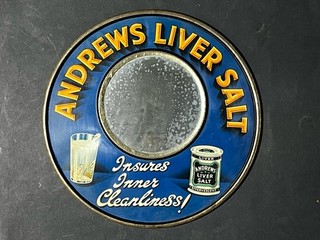 ANDREWS LIVER SALT
Insures
Inner
Cleanliness!
ANDREWS
LIVER
SALT